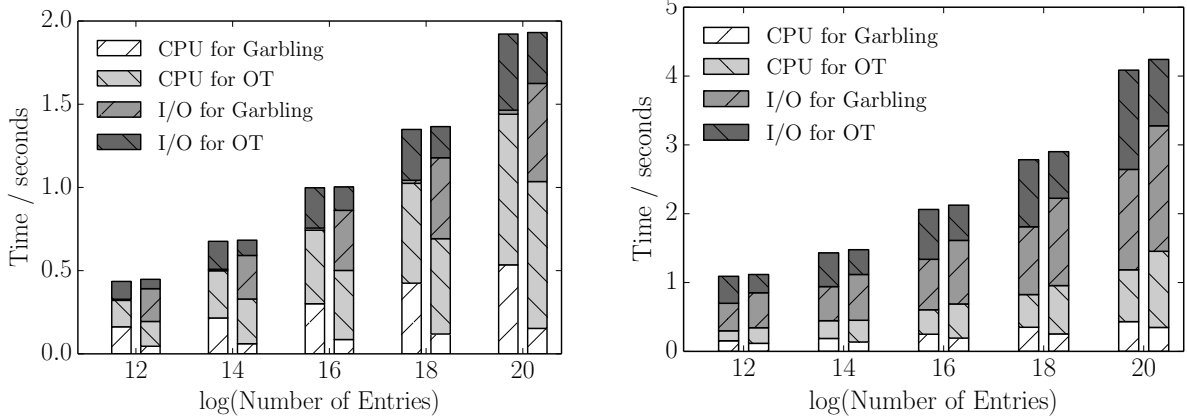 2.0
1.5
1.0
0.5
0.0
Time / seconds
CPU for Garbling
CPU for OT
I/O for Garbling
I/O for OT
12 14 16 18 20
log(Number of Entries)
5
4
3
2
1
0
Time / seconds
CPU for Garbling
CPU for OT
I/O for Garbling
I/O for OT
12 14 16 18 20
log(Number of Entries)